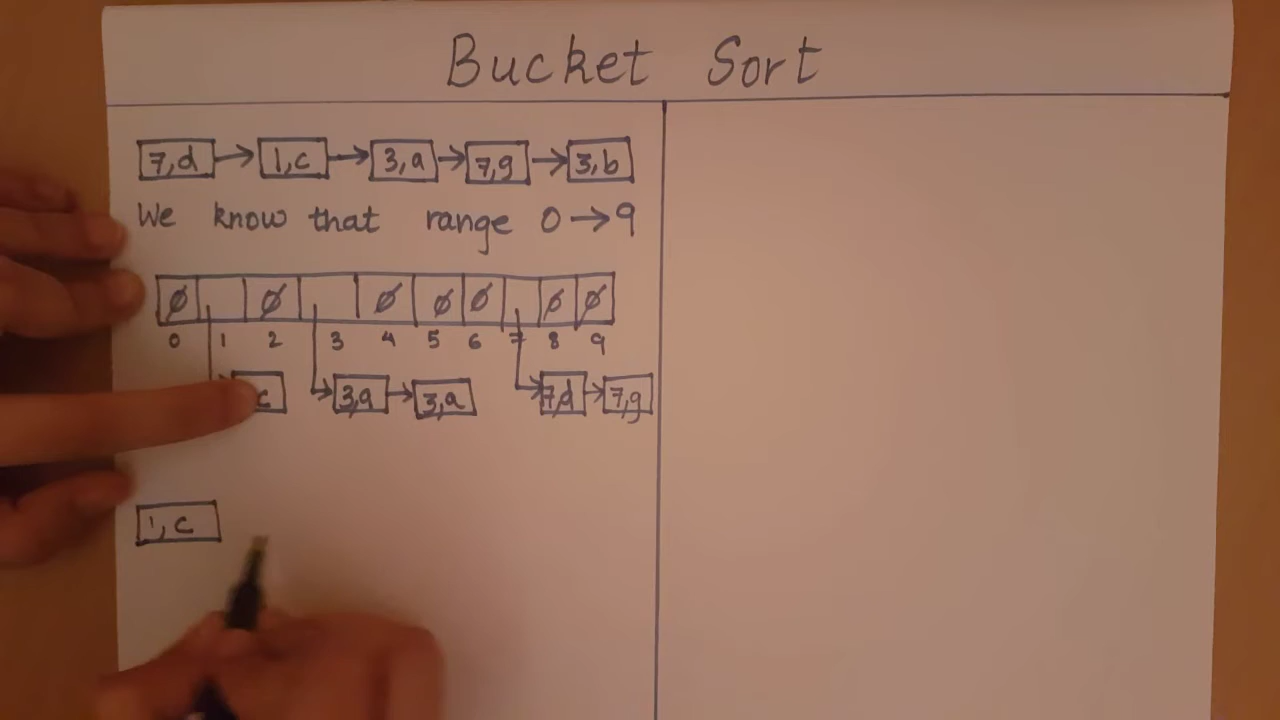 Bucket Sort
7,d → 1,c → 3,a → 7,g → 3,b
We know that range 0 → 9
Ø Ø Ø Ø Ø Ø Ø
0 1 2 3 4 5 6 7 8 9
c 3,a → 3,a 7,d → 7,g
1,c